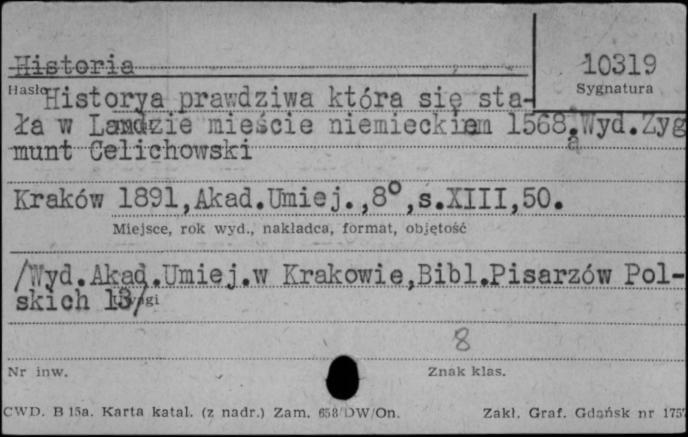 Historia
10319
Hasło
Sygnatura
Historya prawdziwa która się sta-
ła w Landzie mieście niemieckiem 1568. Wyd. Zyg
munt Celichowski
Kraków 1891, Akad. Umiej., 8°, s. XIII, 50.
Miejsce, rok wyd., nakładca, format, objętość
/Wyd. Akad. Umiej. w Krakowie, Bibl. Pisarzów Pol-
skich 13/
8
Nr inw.
Znak klas.
CWD. B 15a. Karta katal. (z nadr.) Zam. 658/DW/On.
Zakł. Graf. Gdańsk nr 1757